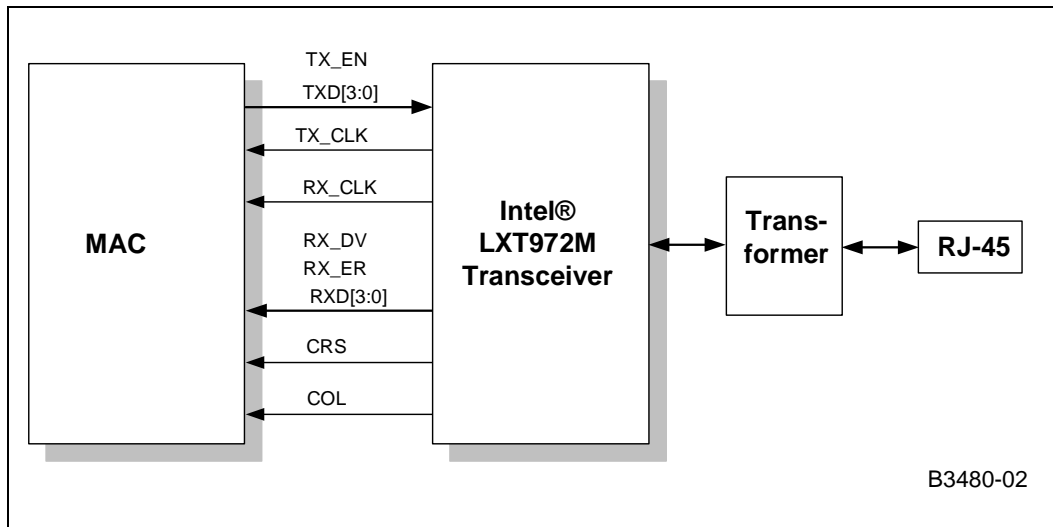 TX_EN
TXD[3:0]
TX_CLK
RX_CLK
RX_DV
RX_ER
RXD[3:0]
CRS
COL
MAC
Intel®
LXT972M
Transceiver
Trans-
former
RJ-45
B3480-02